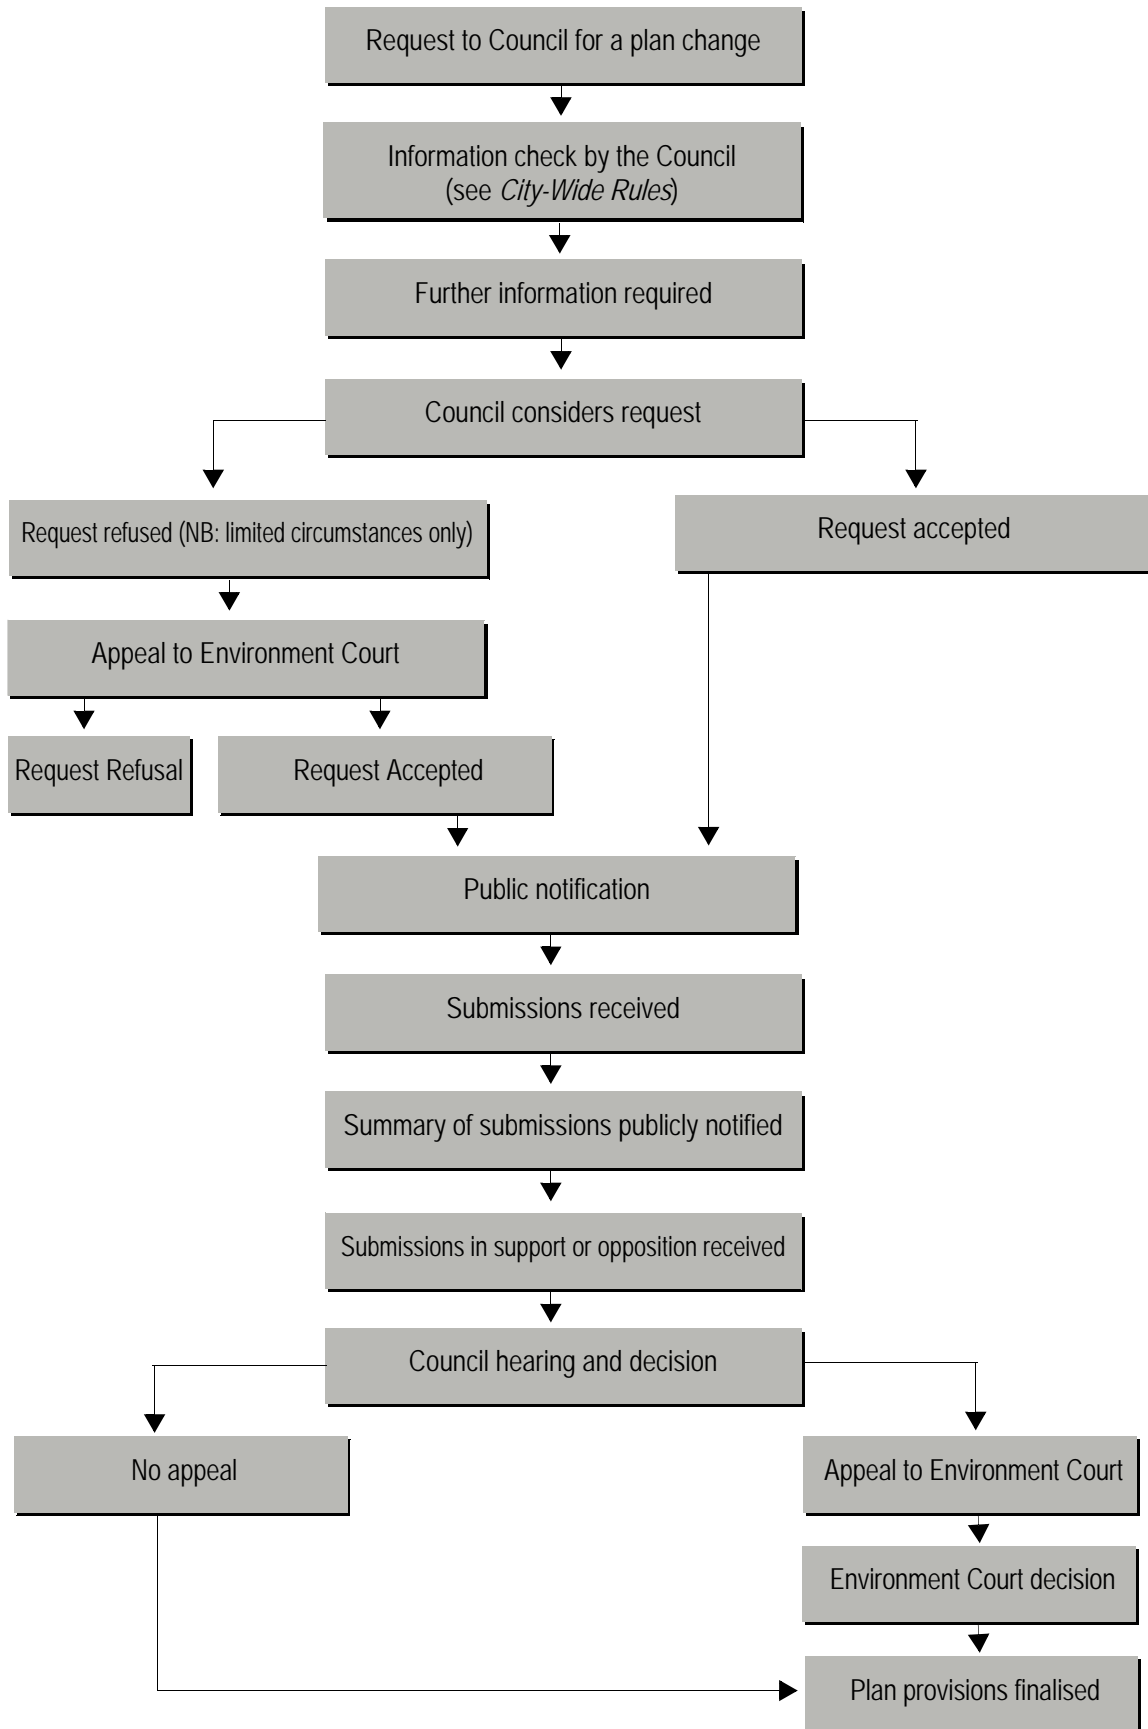 Request to Council for a plan change
Information check by the Council
(see City-Wide Rules)
Further information required
Council considers request
Request refused (NB: limited circumstances only)
Request accepted
Appeal to Environment Court
Request Refusal
Request Accepted
Public notification
Submissions received
Summary of submissions publicly notified
Submissions in support or opposition received
Council hearing and decision
No appeal
Appeal to Environment Court
Environment Court decision
Plan provisions finalised